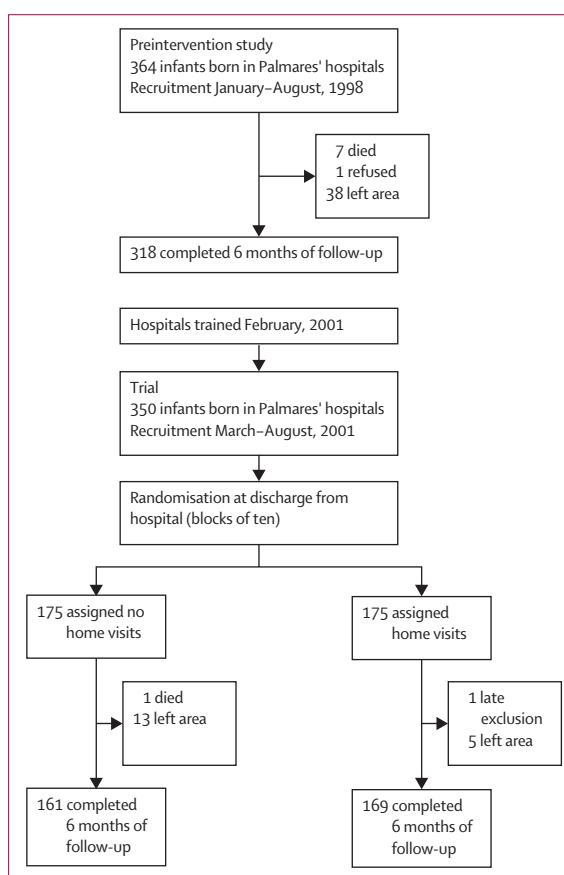 Preintervention study
364 infants born in Palmares' hospitals
Recruitment January–August, 1998
7 died
1 refused
38 left area
318 completed 6 months of follow-up
Hospitals trained February, 2001
Trial
350 infants born in Palmares' hospitals
Recruitment March–August, 2001
Randomisation at discharge from
hospital (blocks of ten)
175 assigned no
home visits
175 assigned
home visits
1 died
13 left area
1 late
exclusion
5 left area
161 completed
6 months of
follow-up
169 completed
6 months of
follow-up